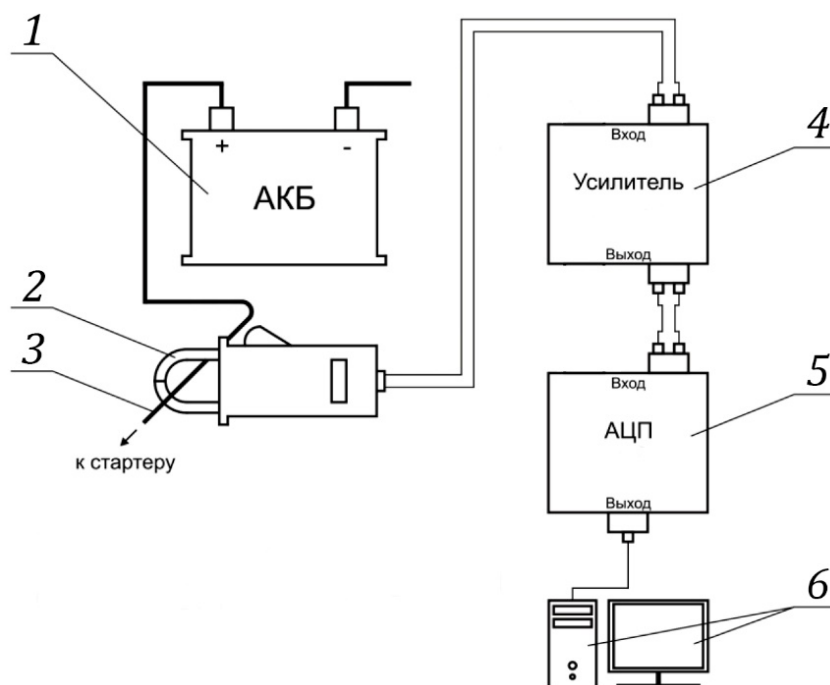 1
+ -
АКБ
2
3
к стартеру
4
Вход
Усилитель
Выход
5
Вход
АЦП
Выход
6